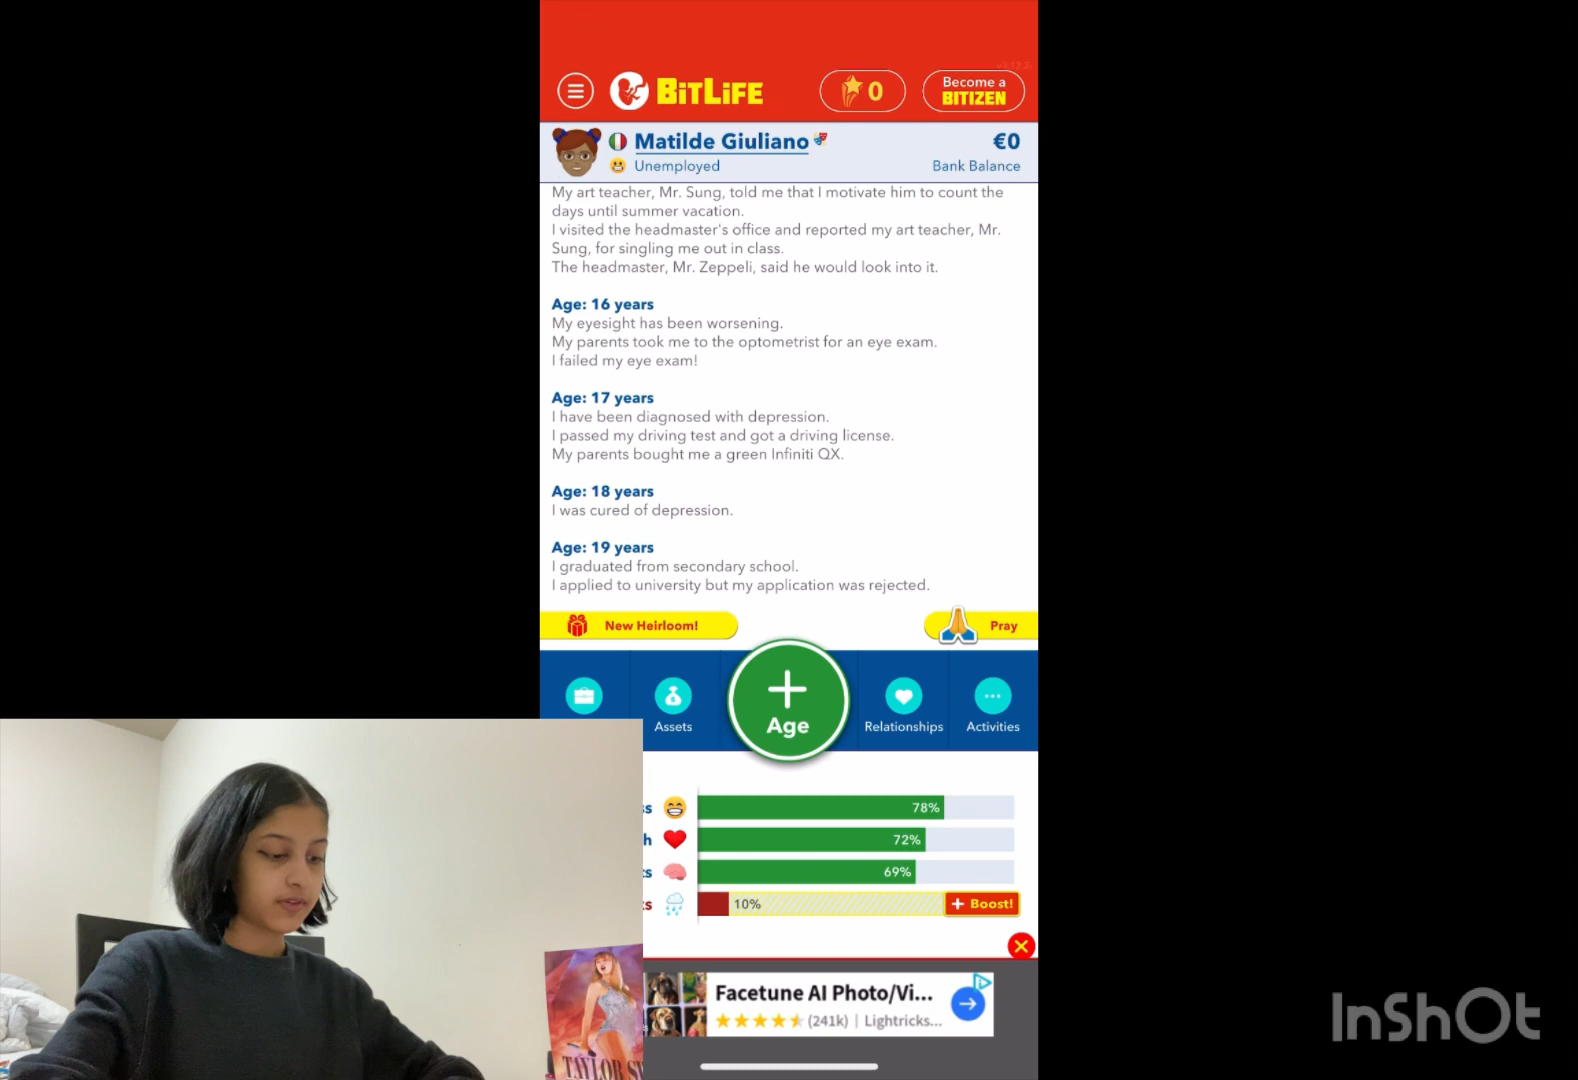 v3.12.2
BITLIFE
0
Become a
BITIZEN
Matilde Giuliano
€0
Unemployed
Bank Balance
My art teacher, Mr. Sung, told me that I motivate him to count the
days until summer vacation.
I visited the headmaster's office and reported my art teacher, Mr.
Sung, for singling me out in class.
The headmaster, Mr. Zeppeli, said he would look into it.
Age: 16 years
My eyesight has been worsening.
My parents took me to the optometrist for an eye exam.
I failed my eye exam!
Age: 17 years
I have been diagnosed with depression.
I passed my driving test and got a driving license.
My parents bought me a green Infiniti QX.
Age: 18 years
I was cured of depression.
Age: 19 years
I graduated from secondary school.
I applied to university but my application was rejected.
New Heirloom!
Pray
+
Age
Assets
Relationships
Activities
s
78%
h
72%
s
69%
s
10%
+ Boost!
Facetune AI Photo/Vi...
(241k) | Lightricks...
TAYLOR SW
InShOt